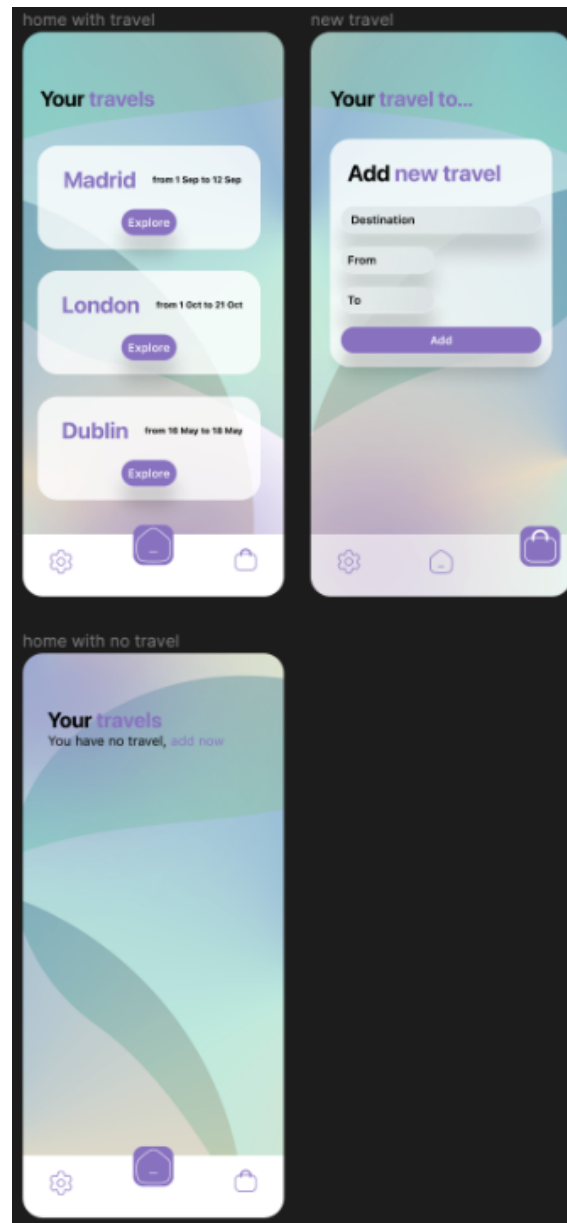 home with travel
Your travels
Madrid from 1 Sep to 12 Sep
Explore
London from 1 Oct to 21 Oct
Explore
Dublin from 16 May to 18 May
Explore
new travel
Your travel to...
Add new travel
Destination
From
To
Add
home with no travel
Your travels
You have no travel, add now